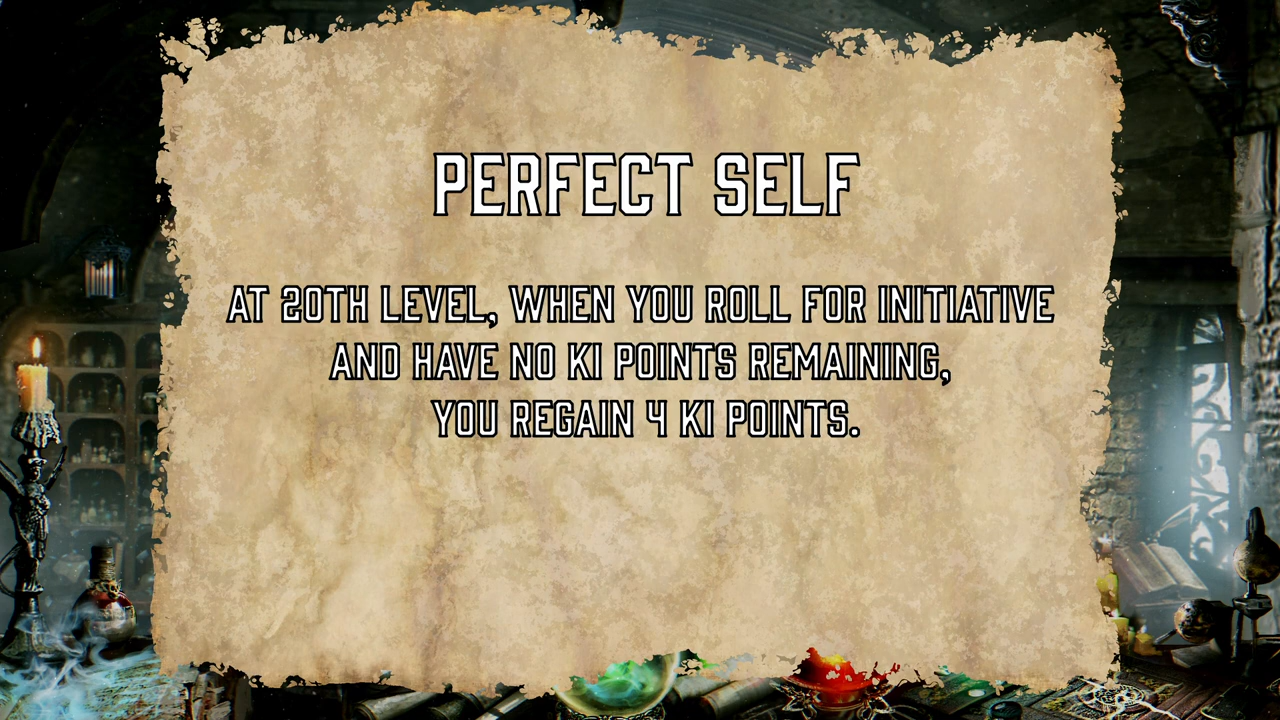 PERFECT SELF
AT 20TH LEVEL, WHEN YOU ROLL FOR INITIATIVE
AND HAVE NO KI POINTS REMAINING,
YOU REGAIN 4 KI POINTS.